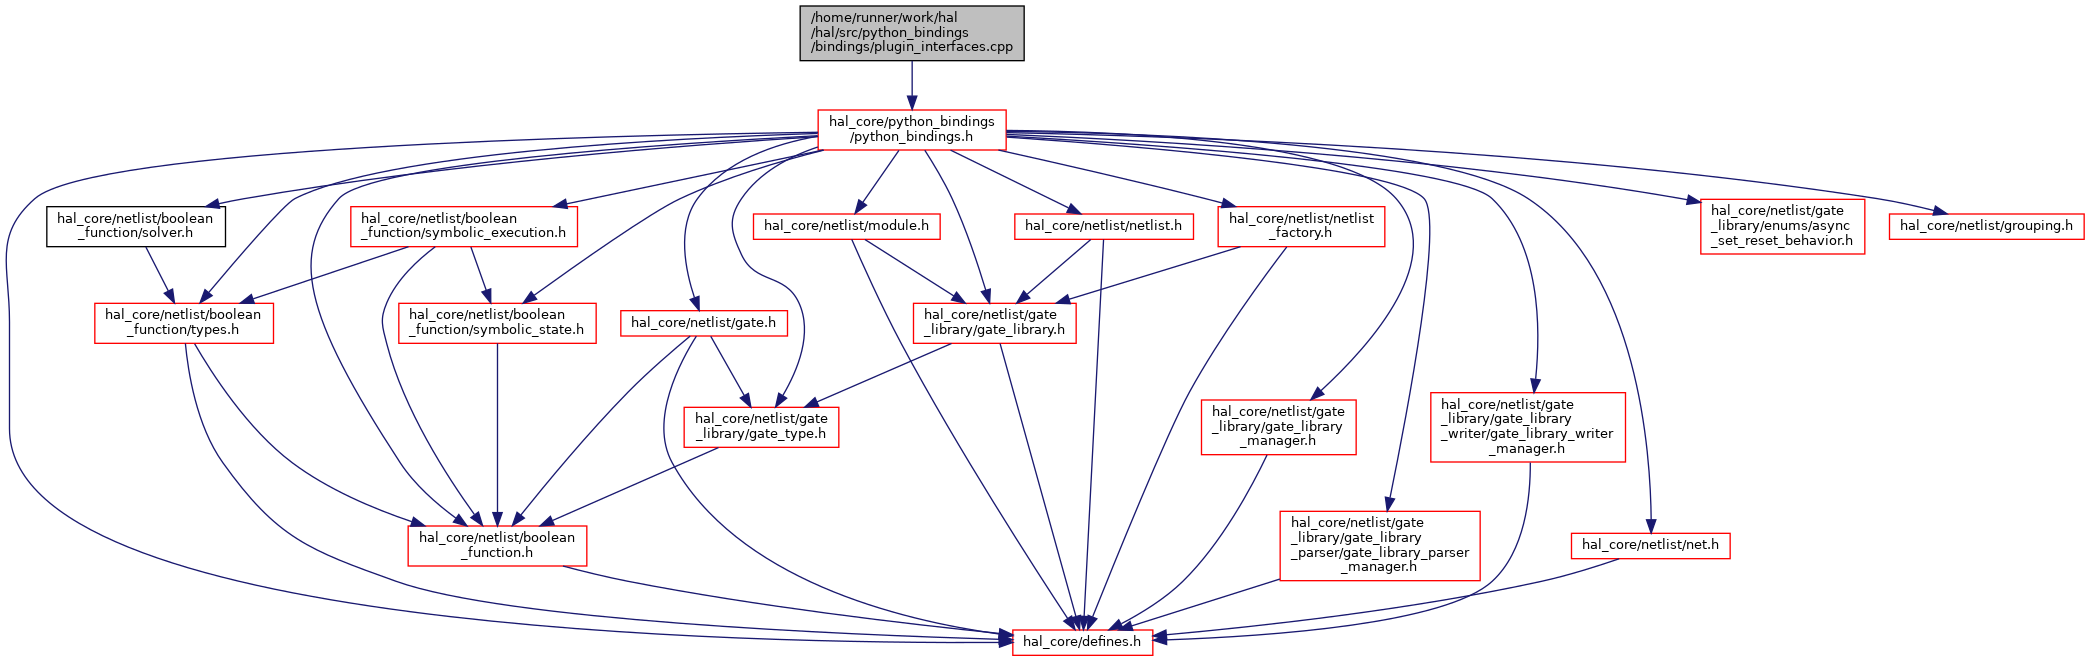 /home/runner/work/hal
/hal/src/python_bindings
/bindings/plugin_interfaces.cpp
hal_core/python_bindings
/python_bindings.h
hal_core/netlist/boolean
_function/solver.h
hal_core/netlist/boolean
_function/symbolic_execution.h
hal_core/netlist/module.h
hal_core/netlist/netlist.h
hal_core/netlist/netlist
_factory.h
hal_core/netlist/gate
_library/enums/async
_set_reset_behavior.h
hal_core/netlist/grouping.h
hal_core/netlist/boolean
_function/types.h
hal_core/netlist/boolean
_function/symbolic_state.h
hal_core/netlist/gate.h
hal_core/netlist/gate
_library/gate_library.h
hal_core/netlist/gate
_library/gate_type.h
hal_core/netlist/gate
_library/gate_library
_manager.h
hal_core/netlist/gate
_library/gate_library
_writer/gate_library_writer
_manager.h
hal_core/netlist/boolean
_function.h
hal_core/netlist/gate
_library/gate_library
_parser/gate_library_parser
_manager.h
hal_core/netlist/net.h
hal_core/defines.h